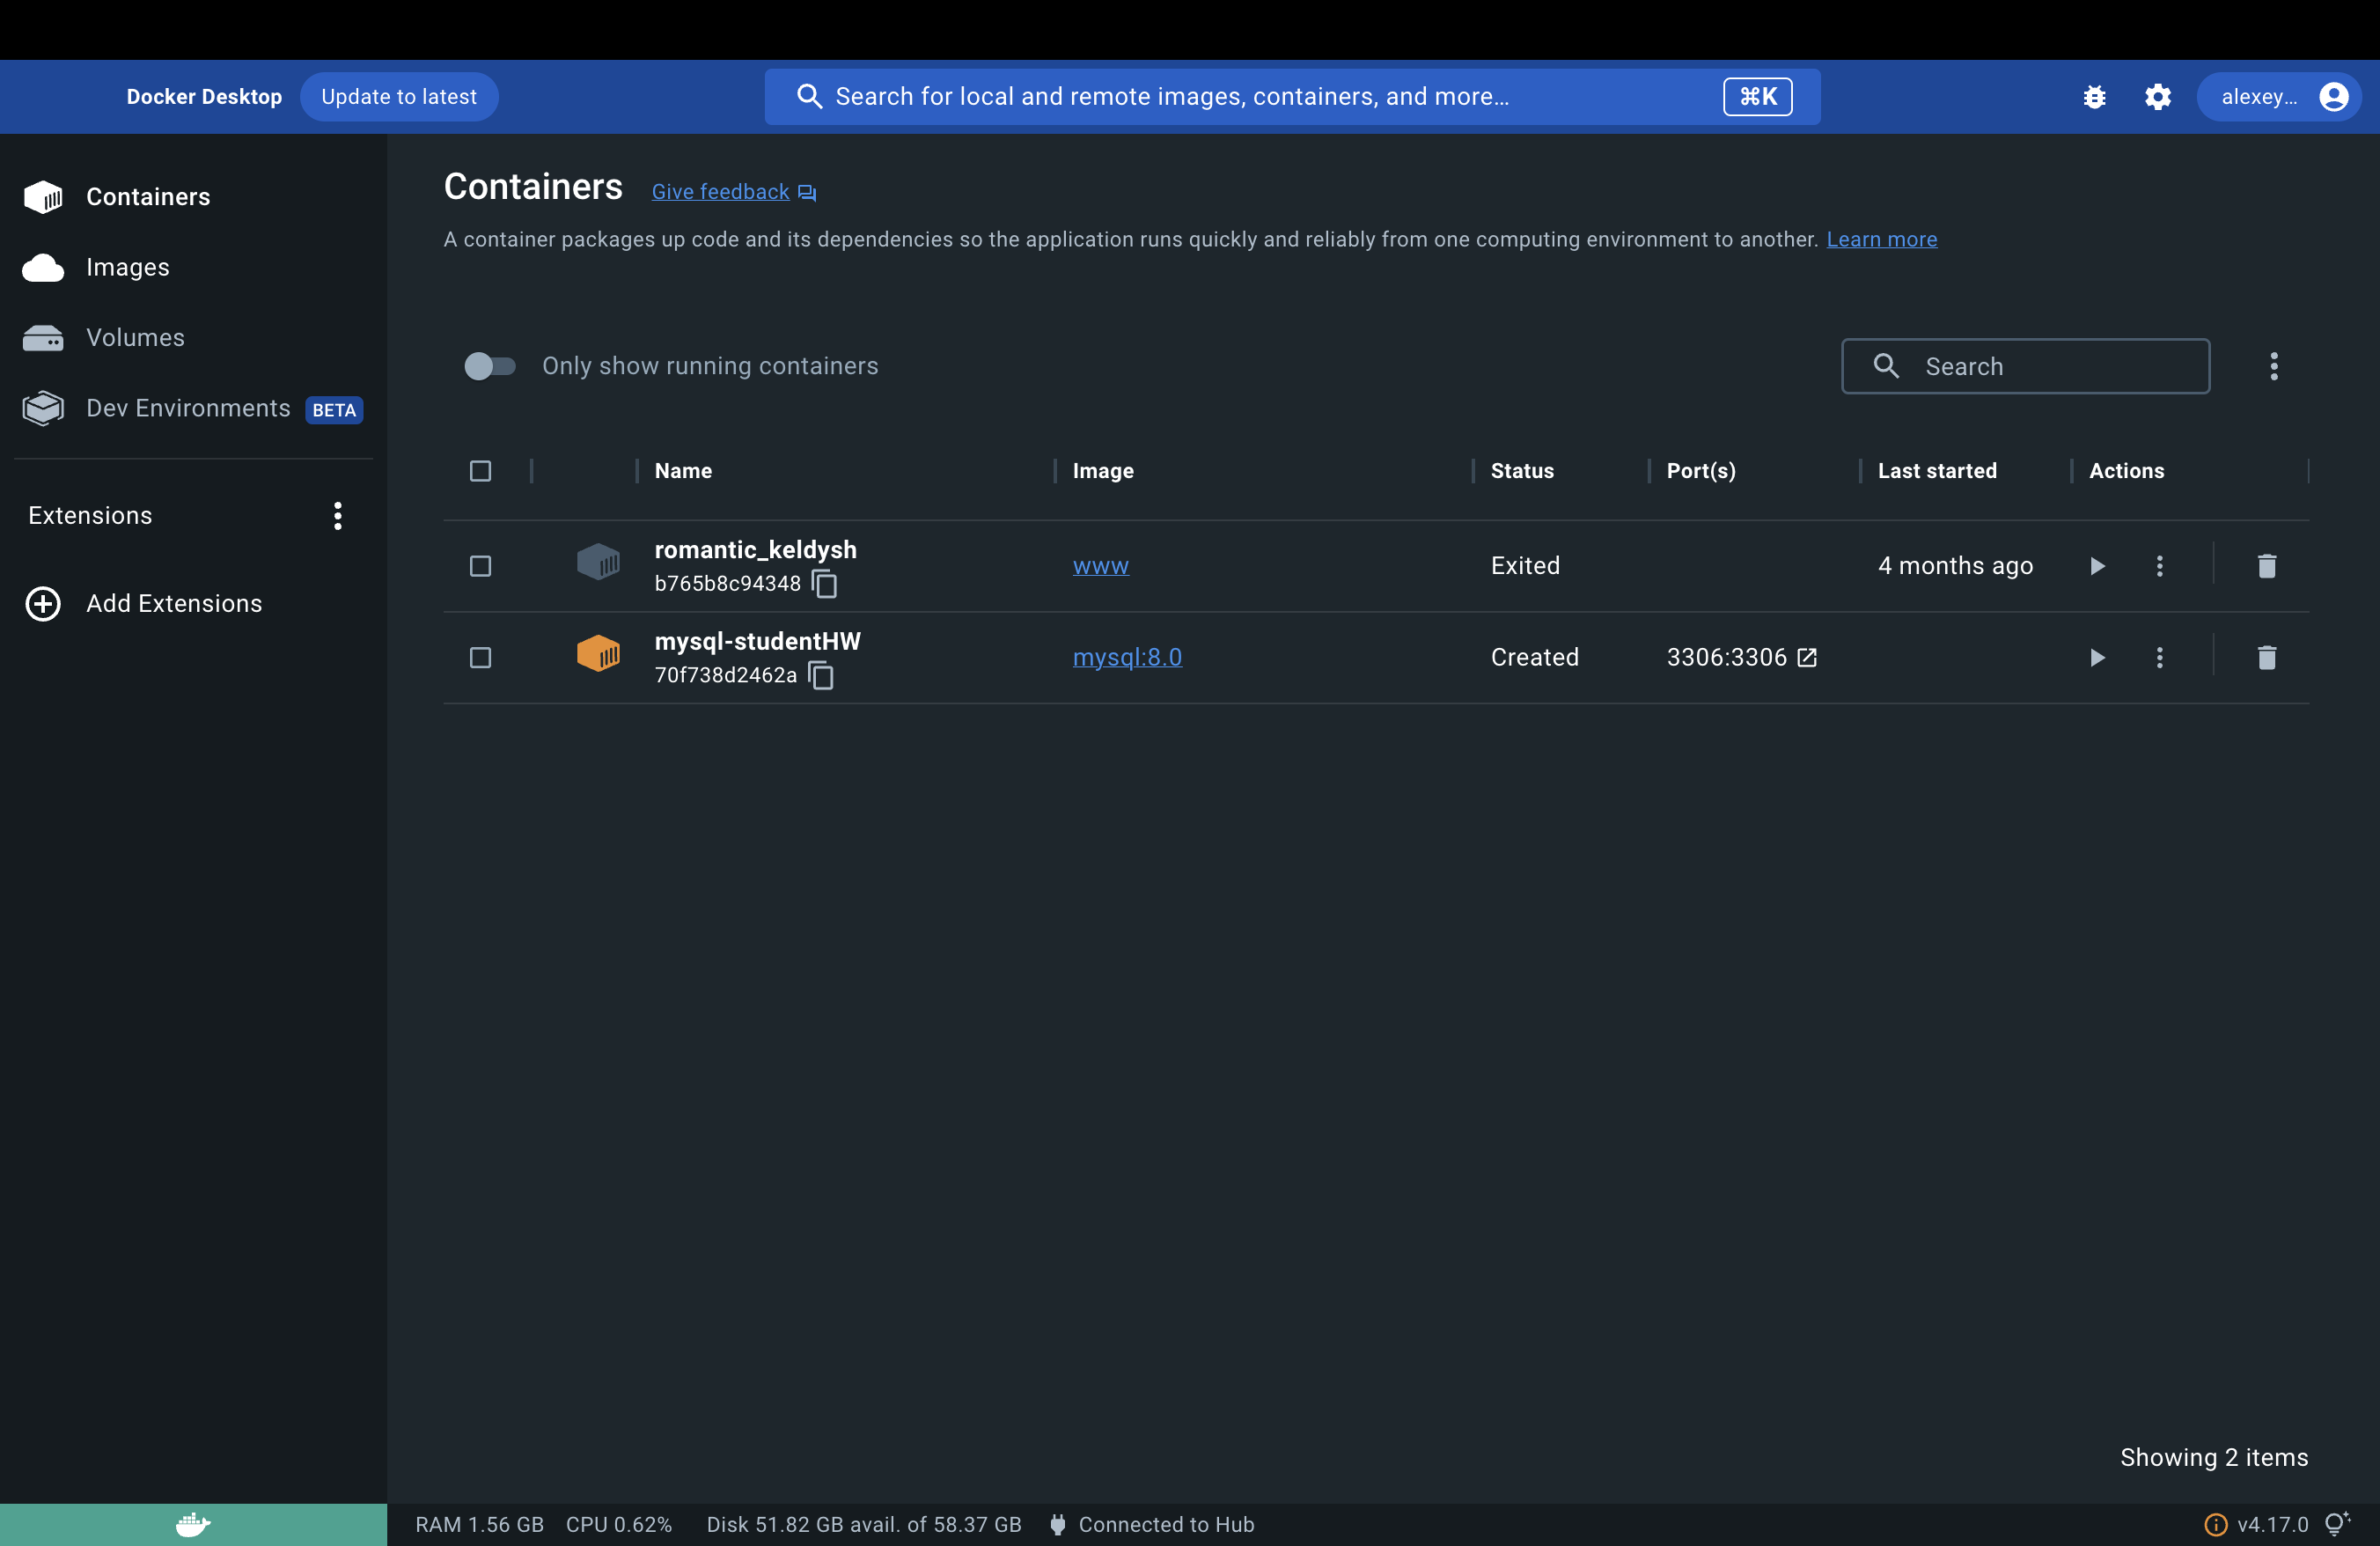 Docker Desktop Update to latest Search for local and remote images, containers, and more... ⌘K alexey...
Containers
Images
Volumes
Dev Environments BETA
Extensions
Add Extensions
Containers Give feedback
A container packages up code and its dependencies so the application runs quickly and reliably from one computing environment to another. Learn more
Only show running containers Search
Name Image Status Port(s) Last started Actions
romantic_keldysh
b765b8c94348 www Exited 4 months ago
mysql-studentHW
70f738d2462a mysql:8.0 Created 3306:3306
Showing 2 items
RAM 1.56 GB CPU 0.62% Disk 51.82 GB avail. of 58.37 GB Connected to Hub v4.17.0